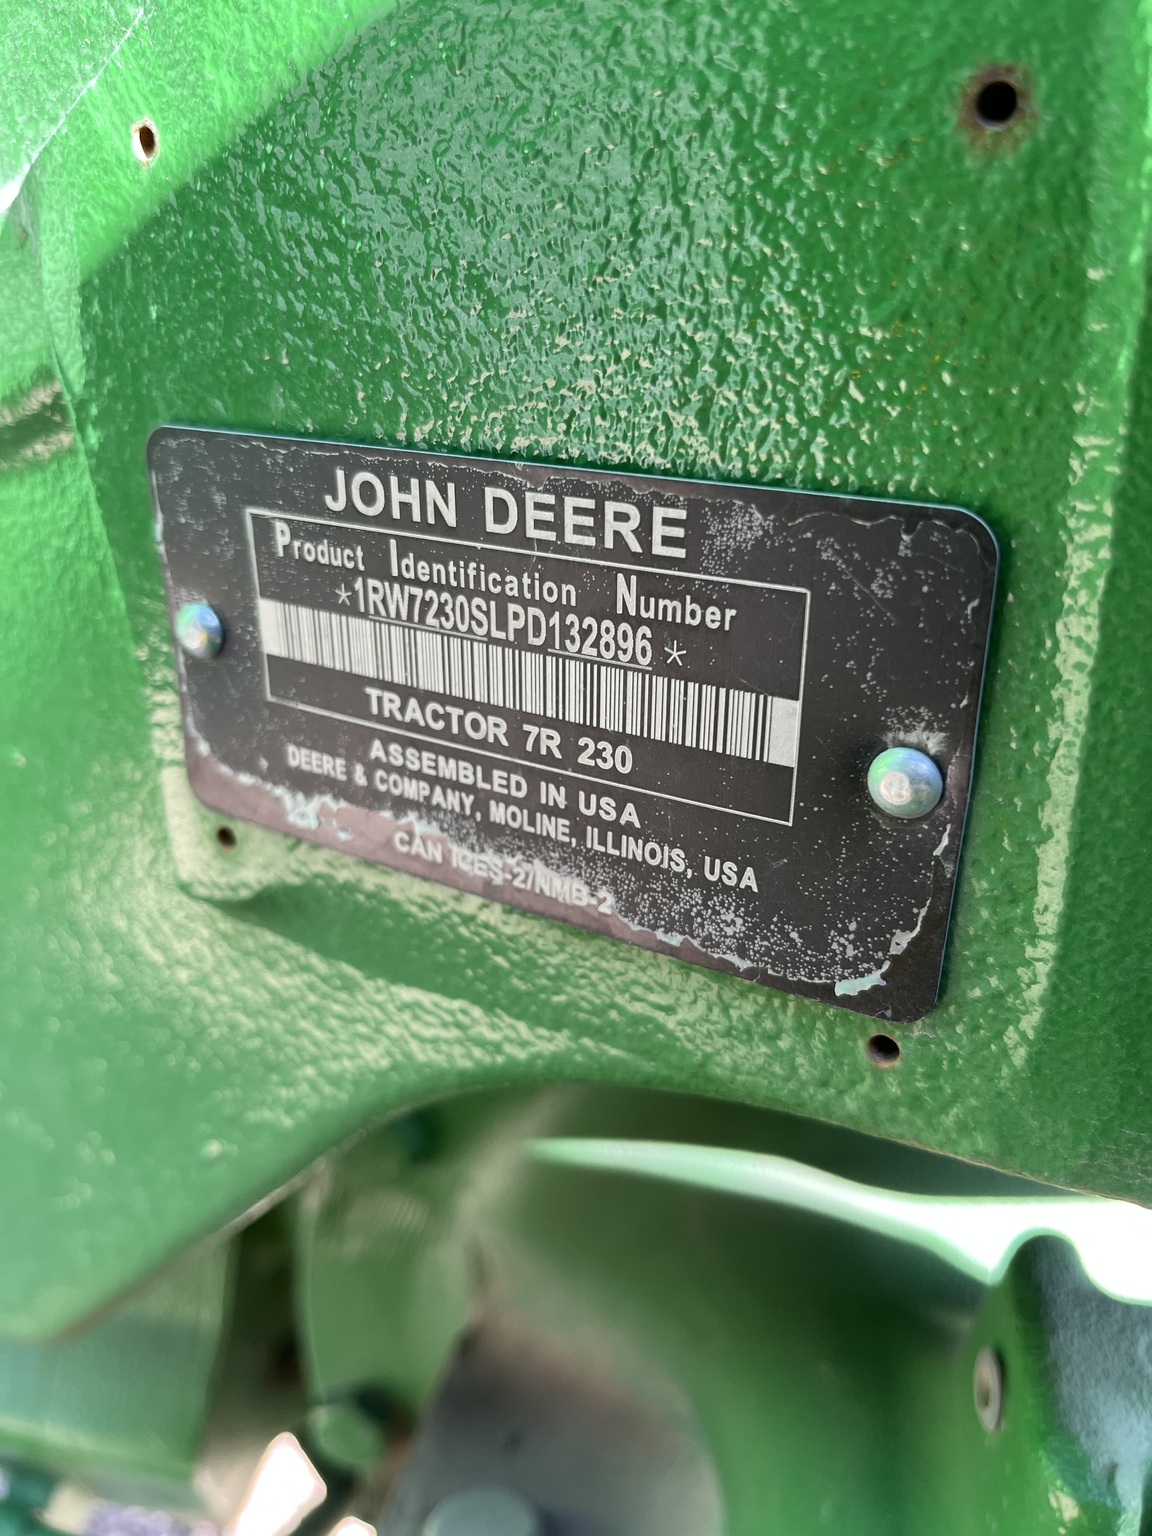 JOHN DEERE
Product Identification Number
*1RW7230SLPD132896*
TRACTOR 7R 230
ASSEMBLED IN USA
DEERE & COMPANY, MOLINE, ILLINOIS, USA
CAN ICES-2/NMB-2